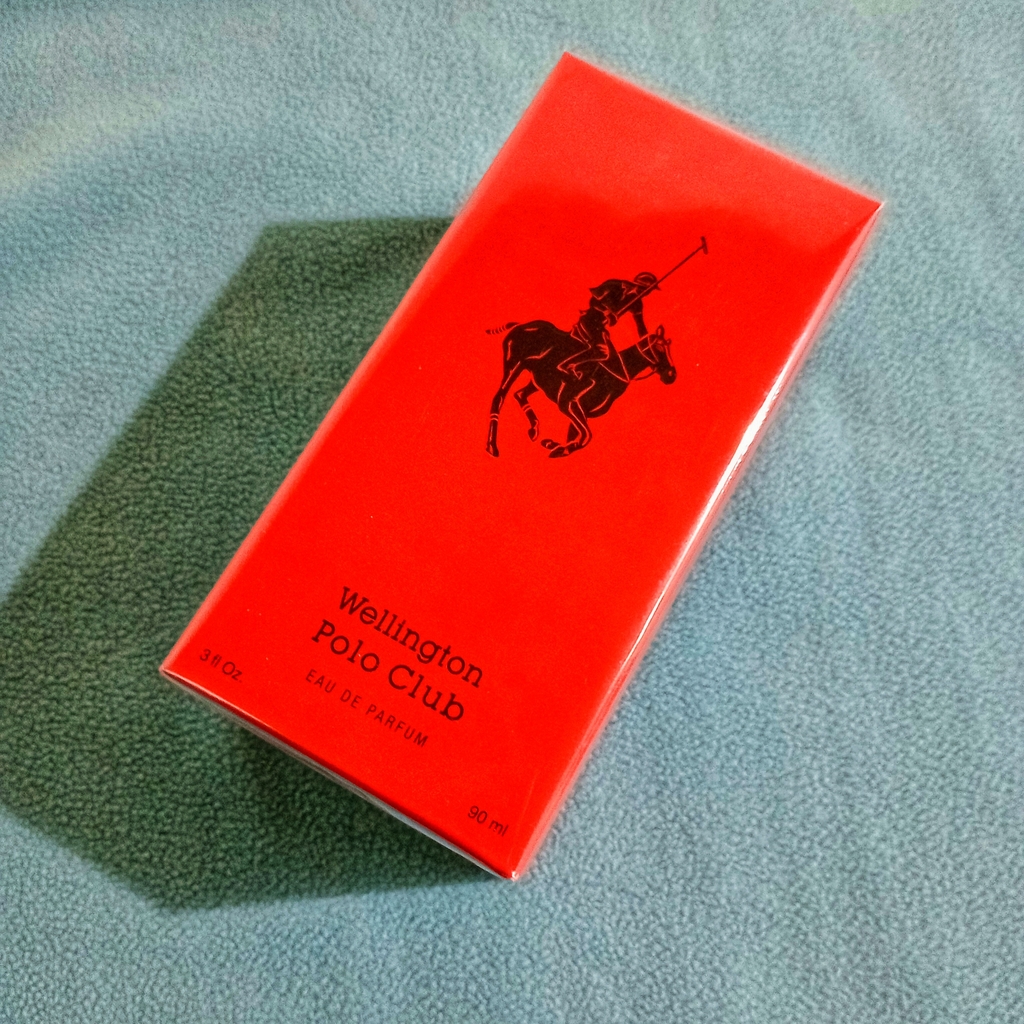 Wellington
Polo Club
EAU DE PARFUM
3 fl Oz.
90 ml